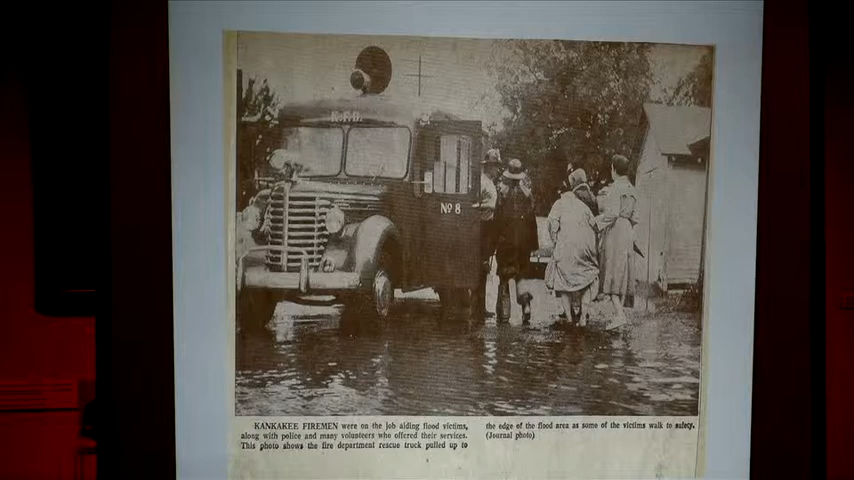 K.F.D.
No 8
KANKAKEE FIREMEN were on the job aiding flood victims,
along with police and many volunteers who offered their services.
This photo shows the fire department rescue truck pulled up to
the edge of the flood area as some of the victims walk to safety.
(Journal photo)